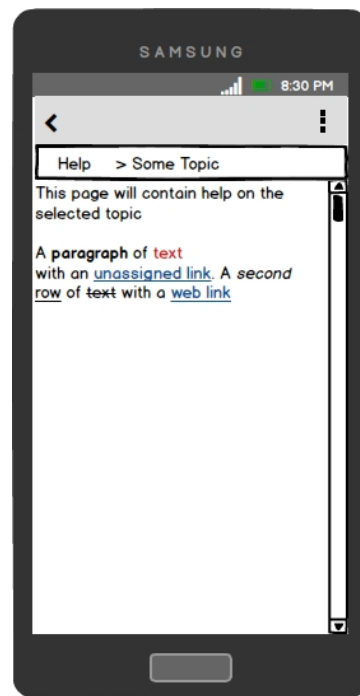 SAMSUNG
8:30 PM
Help > Some Topic
This page will contain help on the
selected topic
A paragraph of text
with an unassigned link. A second
row of text with a web link